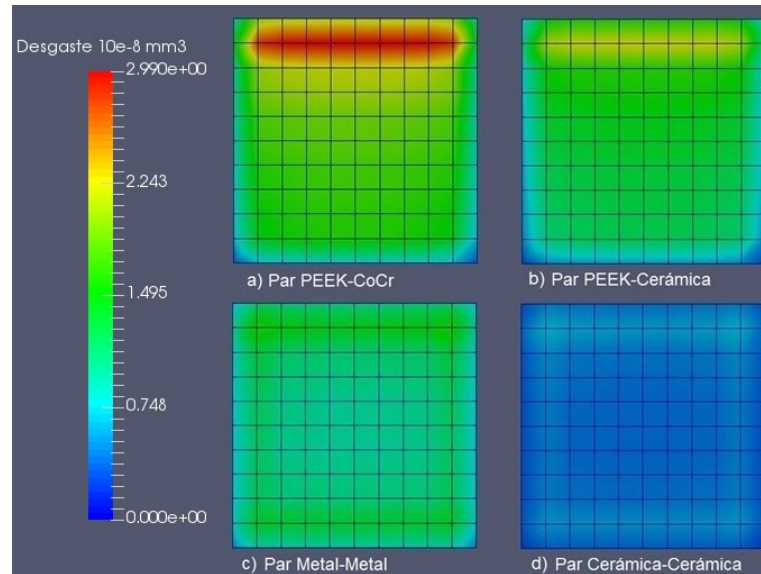 Desgaste 10e-8 mm3
2.990e+00
2.243
1.495
0.748
0.000e+00
a) Par PEEK-CoCr
b) Par PEEK-Cerámica
c) Par Metal-Metal
d) Par Cerámica-Cerámica